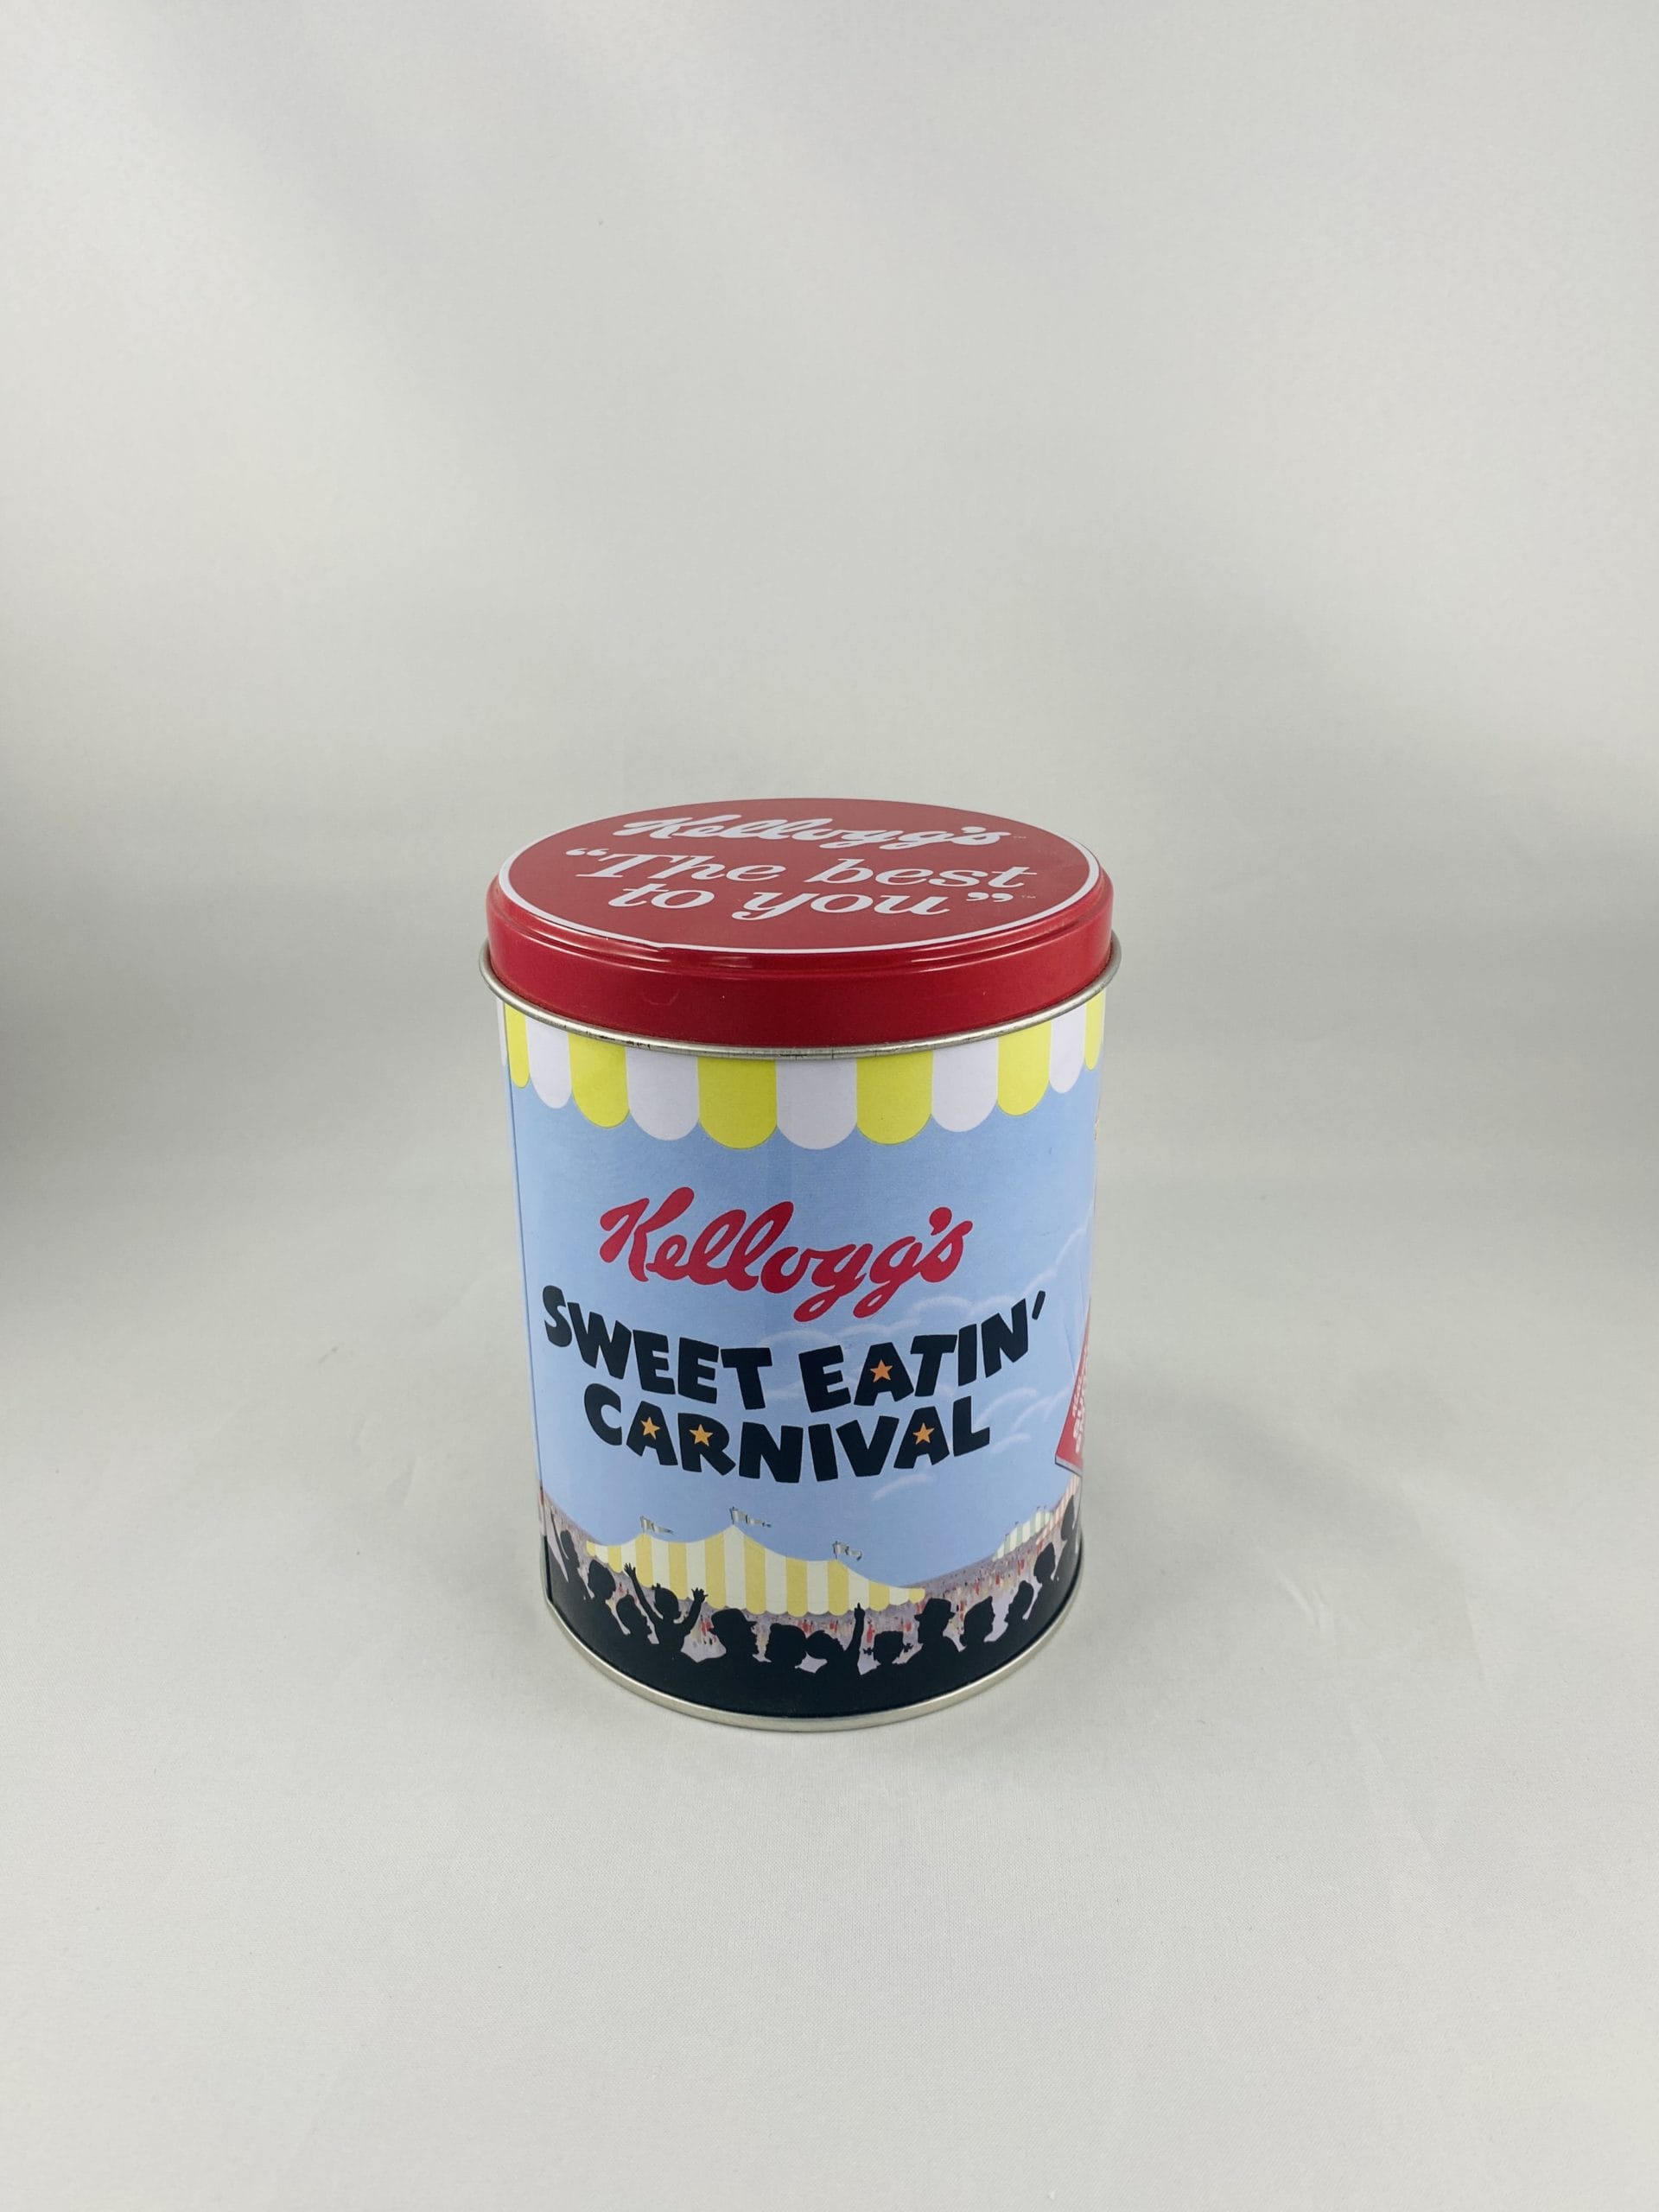 Kellogg's
“The best
to you”
Kellogg's
SWEET EATIN'
CARNIVAL